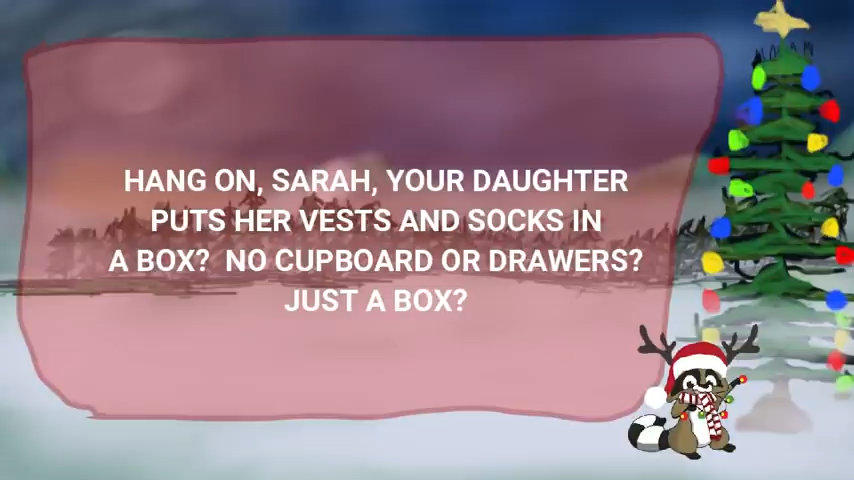 HANG ON, SARAH, YOUR DAUGHTER
PUTS HER VESTS AND SOCKS IN
A BOX?  NO CUPBOARD OR DRAWERS?
JUST A BOX?